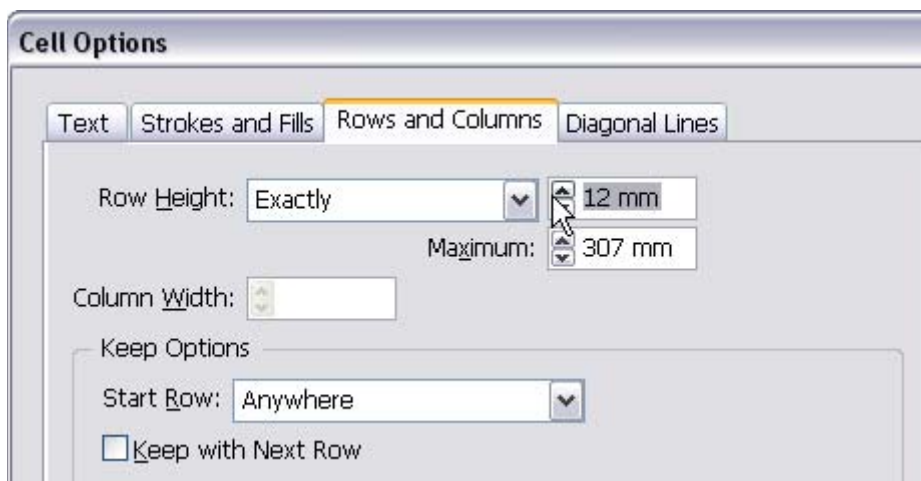 Cell Options
Text Strokes and Fills Rows and Columns Diagonal Lines
Row Height: Exactly 12 mm
Maximum: 307 mm
Column Width:
Keep Options
Start Row: Anywhere
Keep with Next Row